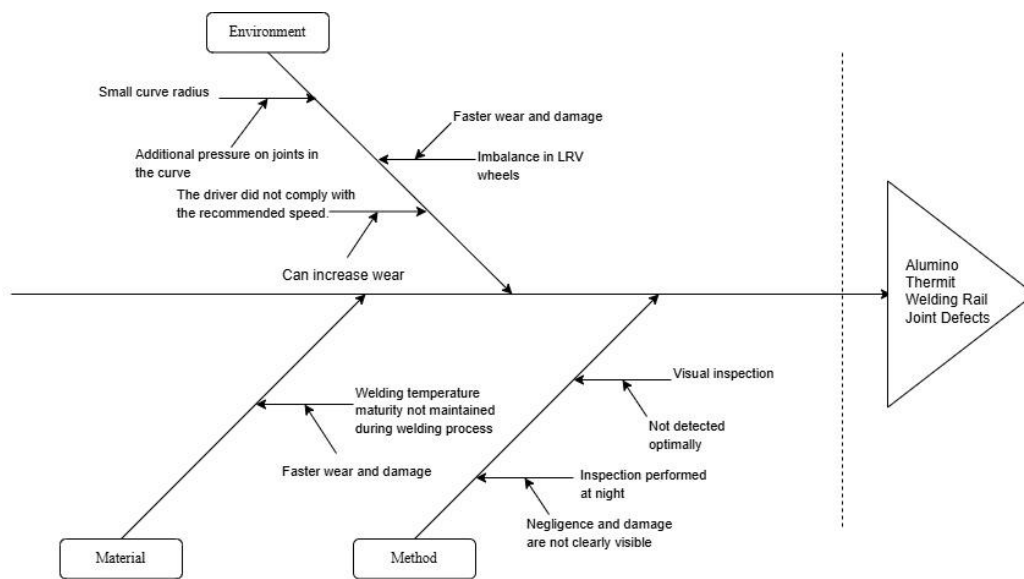 Environment
Small curve radius
Faster wear and damage
Additional pressure on joints in
the curve
Imbalance in LRV
wheels
The driver did not comply with
the recommended speed.
Can increase wear
Alumino
Thermit
Welding Rail
Joint Defects
Visual inspection
Welding temperature
maturity not maintained
during welding process
Not detected
optimally
Faster wear and damage
Inspection performed
at night
Negligence and damage
are not clearly visible
Material
Method